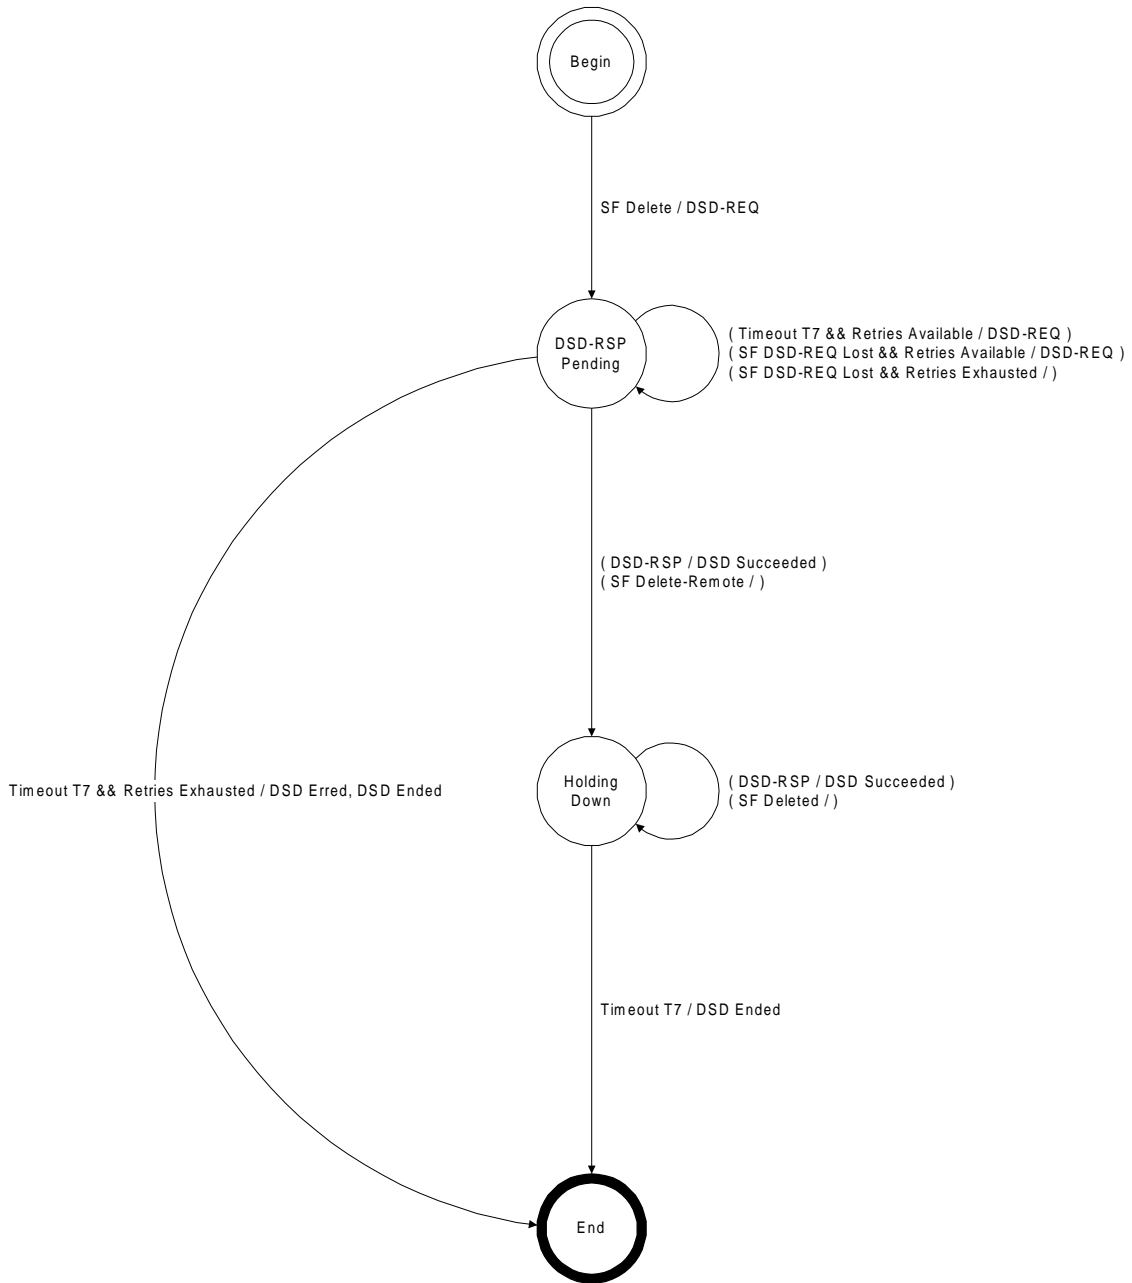 Begin
SF Delete / DSD-REQ
DSD-RSP
Pending
( Timeout T7 && Retries Available / DSD-REQ )
( SF DSD-REQ Lost && Retries Available / DSD-REQ )
( SF DSD-REQ Lost && Retries Exhausted / )
( DSD-RSP / DSD Succeeded )
( SF Delete-Remote / )
Timeout T7 && Retries Exhausted / DSD Erred, DSD Ended
Holding
Down
( DSD-RSP / DSD Succeeded )
( SF Deleted / )
Timeout T7 / DSD Ended
End